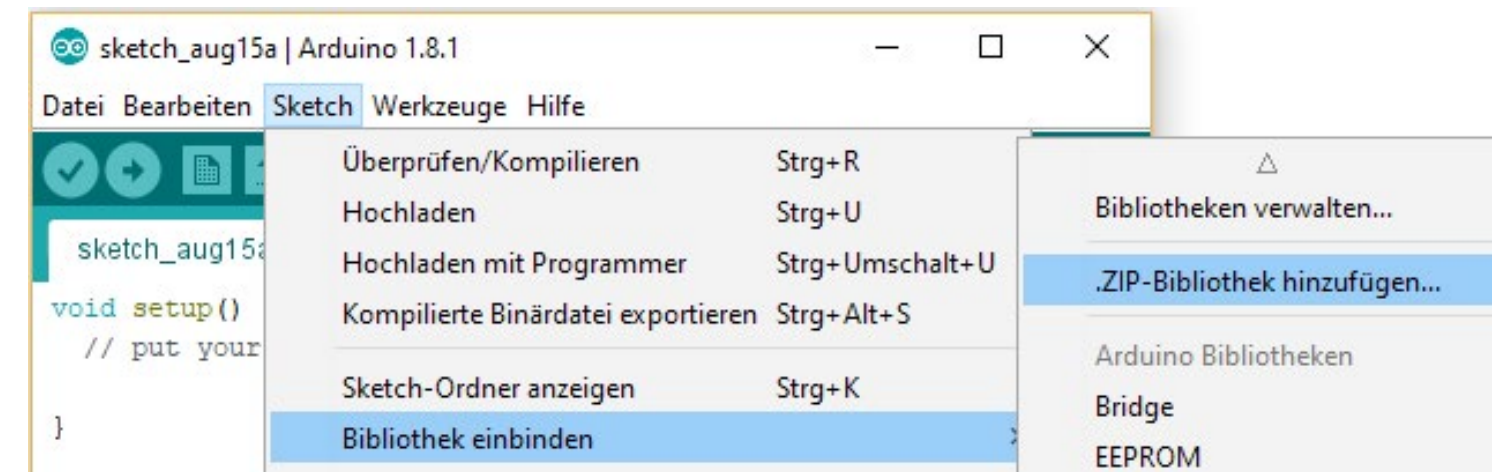 sketch_aug15a | Arduino 1.8.1
Datei Bearbeiten Sketch Werkzeuge Hilfe
sketch_aug15a
void setup()
// put your
}
Überprüfen/Kompilieren Strg+R
Hochladen Strg+U
Hochladen mit Programmer Strg+Umschalt+U
Kompilierte Binärdatei exportieren Strg+Alt+S
Sketch-Ordner anzeigen Strg+K
Bibliothek einbinden
Bibliotheken verwalten...
.ZIP-Bibliothek hinzufügen...
Arduino Bibliotheken
Bridge
EEPROM